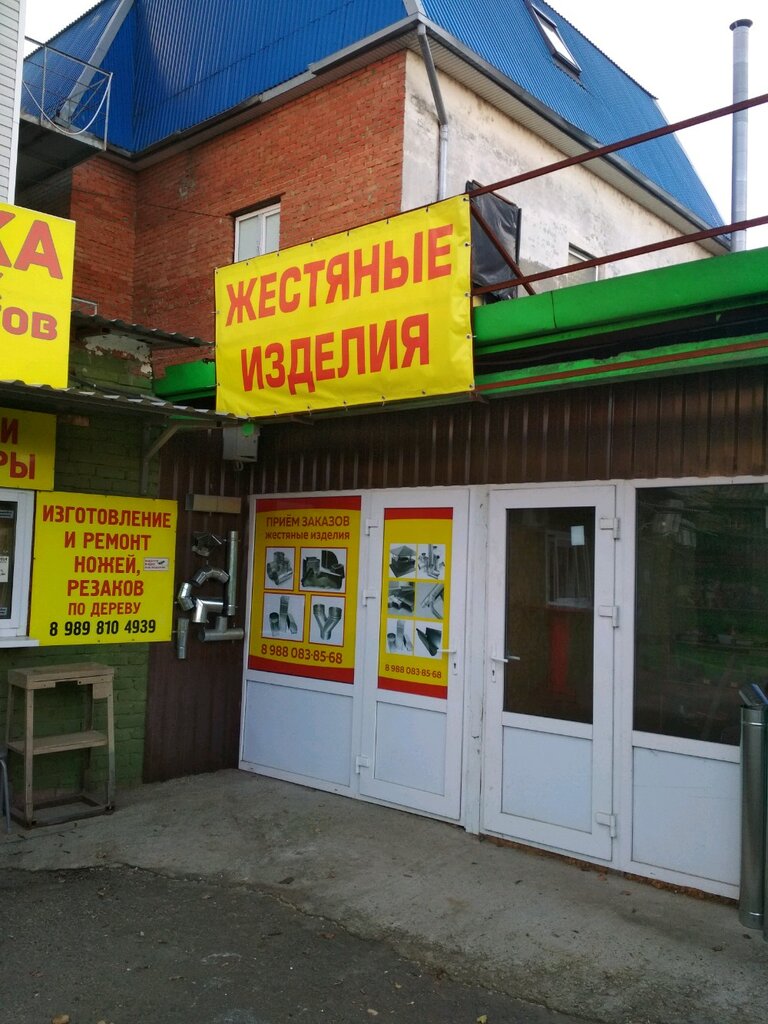 КА
ОВ
И
РЫ
ЖЕСТЯНЫЕ
ИЗДЕЛИЯ
ИЗГОТОВЛЕНИЕ
И РЕМОНТ
НОЖЕЙ,
РЕЗАКОВ
ПО ДЕРЕВУ
8 989 810 4939
ПРИЁМ ЗАКАЗОВ
жестяные изделия
8 988 083-85-68
8 988 083-85-68